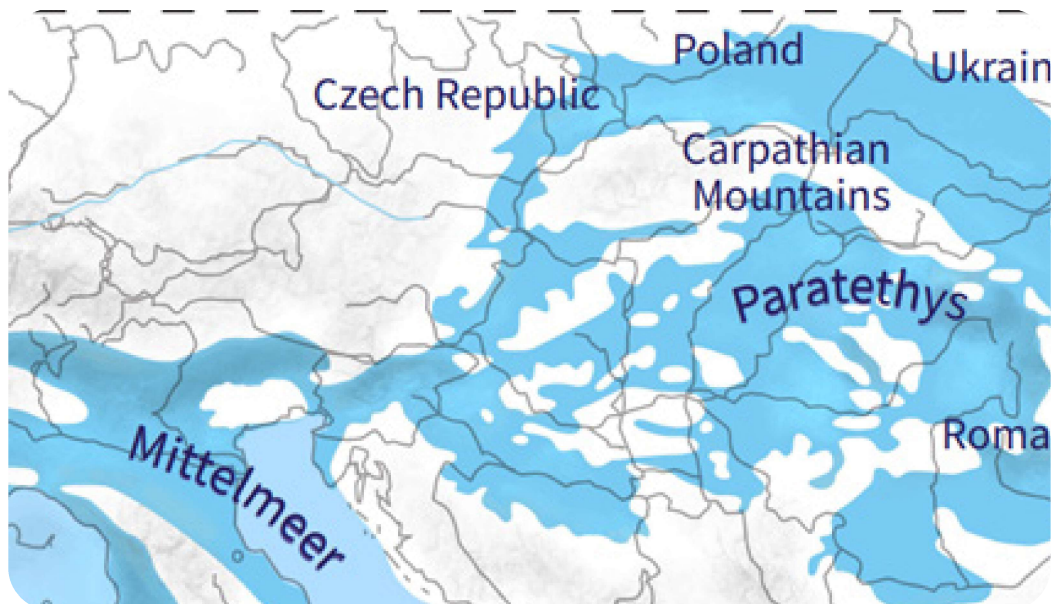 Poland
Ukrain
Czech Republic
Carpathian
Mountains
Paratethys
Roma
Mittelmeer